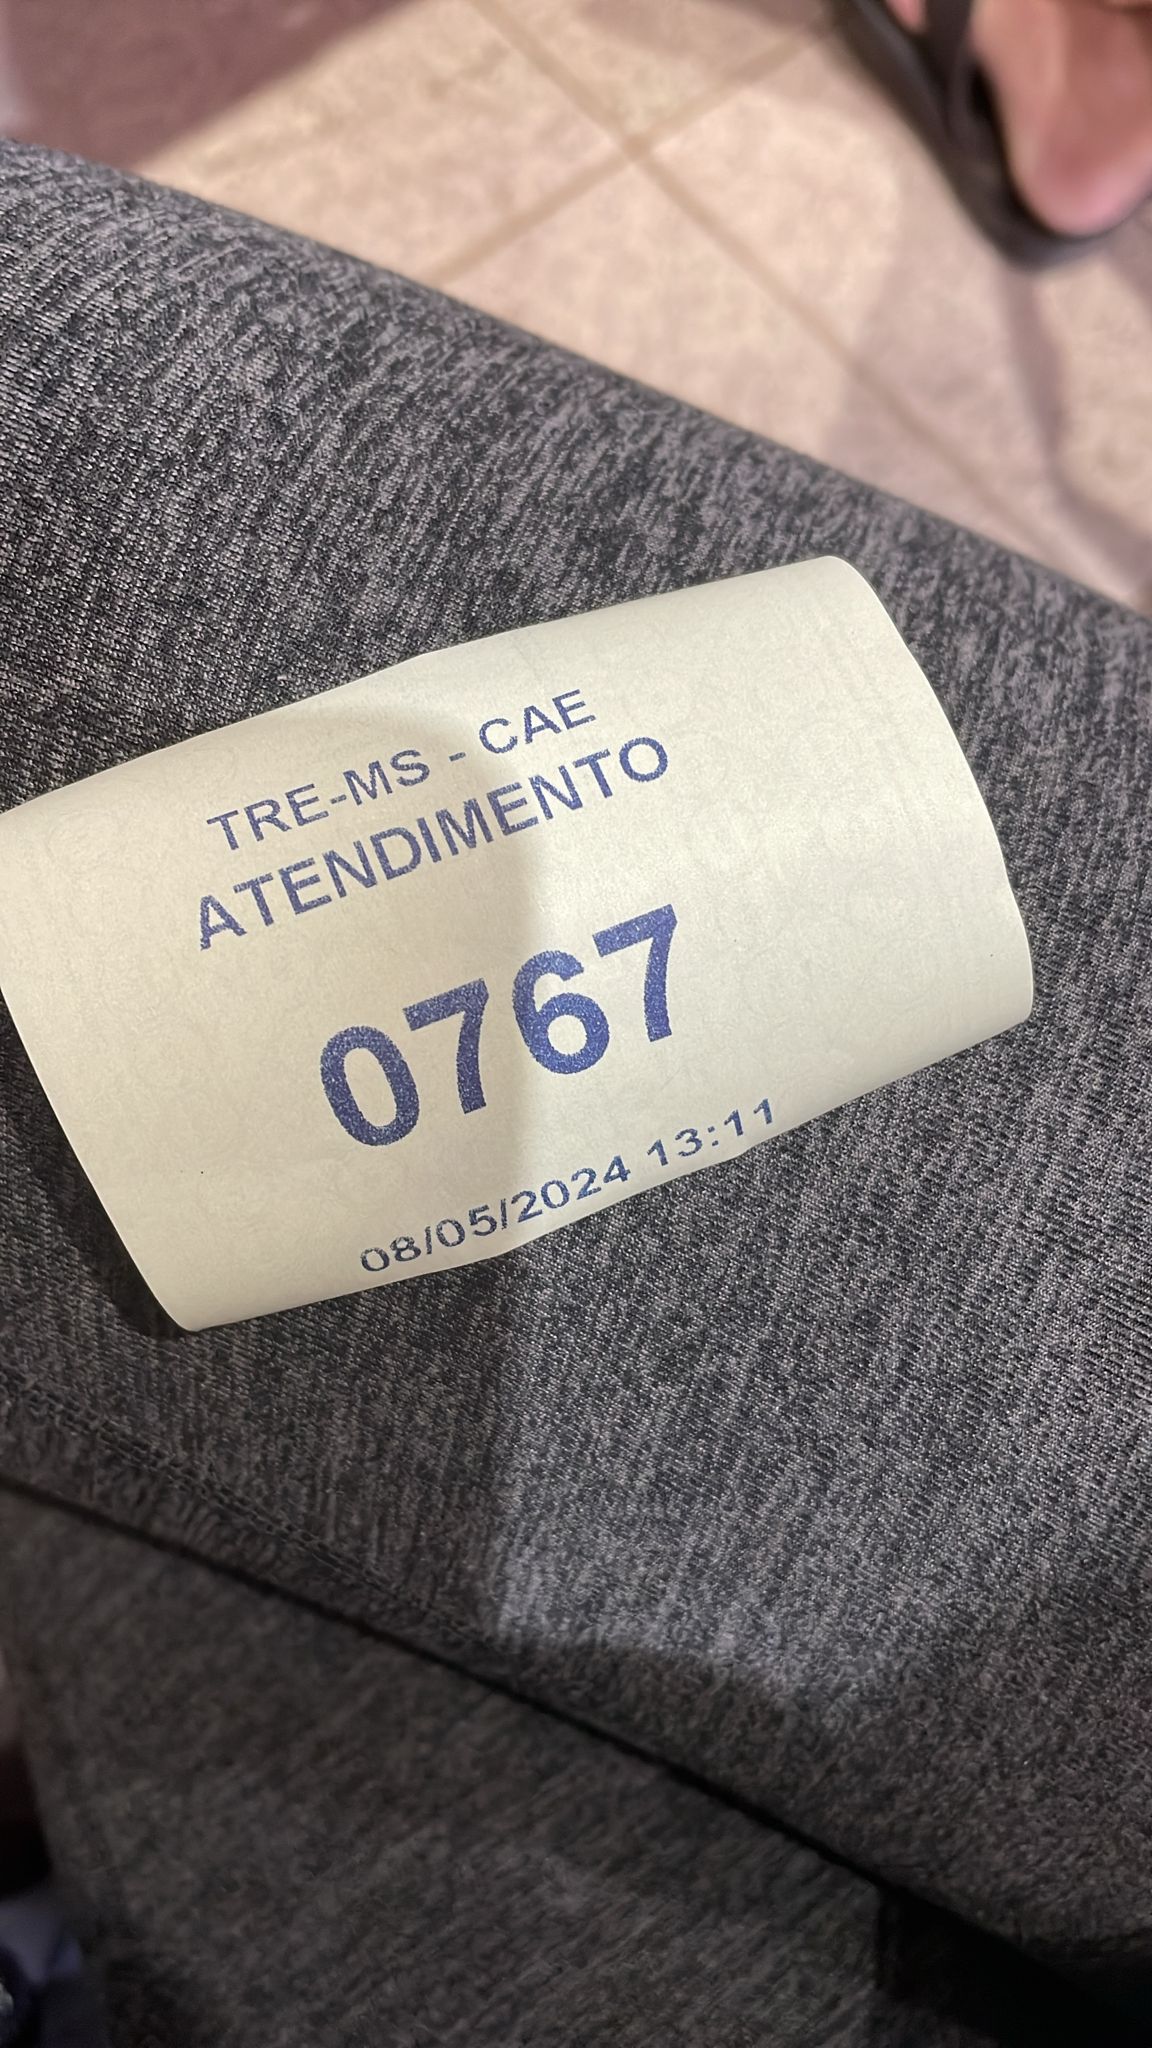 TRE-MS - CAE
ATENDIMENTO
0767
08/05/2024 13:11